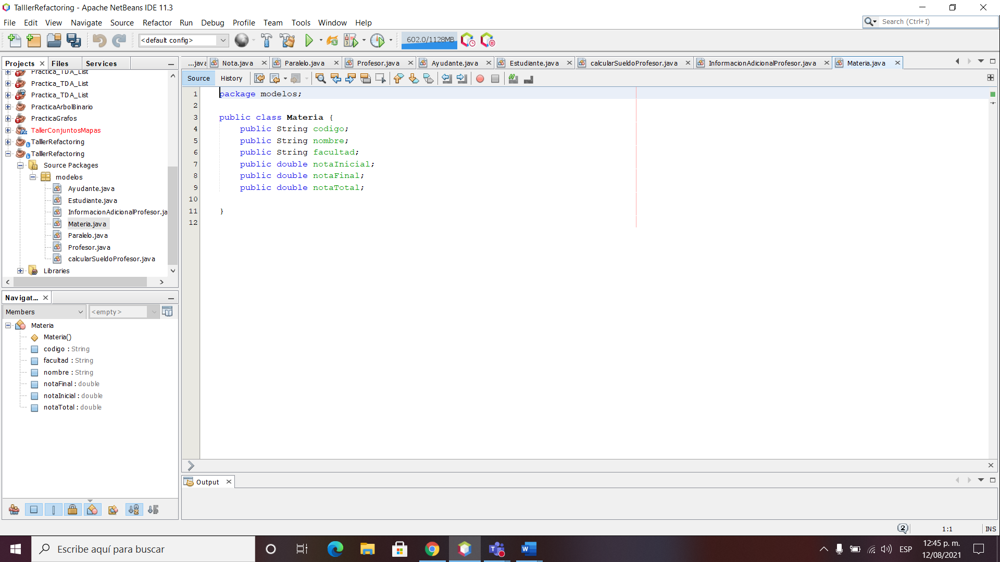 TalllerRefactoring - Apache NetBeans IDE 11.3
File Edit View Navigate Source Refactor Run Debug Profile Team Tools Window Help
Search (Ctrl+I)
<default config>
602.0/1128MB
Projects Files Services
Practica_TDA_List
Practica_TDA_List
Practica_TDA_List
PracticaArbolBinario
PracticaGrafos
TallerConjuntosMapas
TalllerRefactoring
TalllerRefactoring
Source Packages
modelos
Ayudante.java
Estudiante.java
InformacionAdicionalProfesor.ja
Materia.java
Paralelo.java
Profesor.java
calcularSueldoProfesor.java
Libraries
Navigat...
Members
<empty>
Materia
Materia()
codigo : String
facultad : String
nombre : String
notaFinal : double
notaInicial : double
notaTotal : double
...java Nota.java Paralelo.java Profesor.java Ayudante.java Estudiante.java calcularSueldoProfesor.java InformacionAdicionalProfesor.java Materia.java
Source History
1 package modelos;
2
3 public class Materia {
4 public String codigo;
5 public String nombre;
6 public String facultad;
7 public double notaInicial;
8 public double notaFinal;
9 public double notaTotal;
10
11 }
12
Output
2
1:1 INS
Escribe aquí para buscar
ESP
12:45 p. m.
12/08/2021